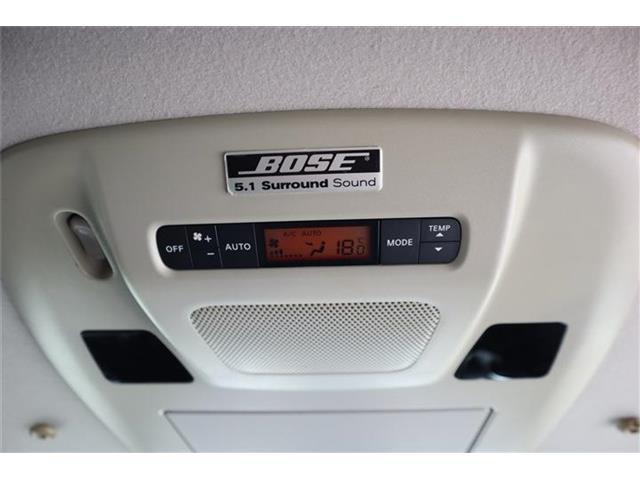 BOSE
5.1 Surround Sound
TEMP
A/C AUTO
OFF + AUTO 18.0 MODE
-